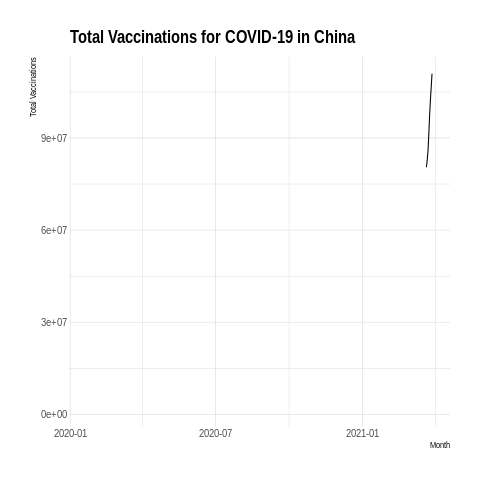 Total Vaccinations for COVID-19 in China
Total Vaccinations
9e+07
6e+07
3e+07
0e+00
2020-01 2020-07 2021-01
Month